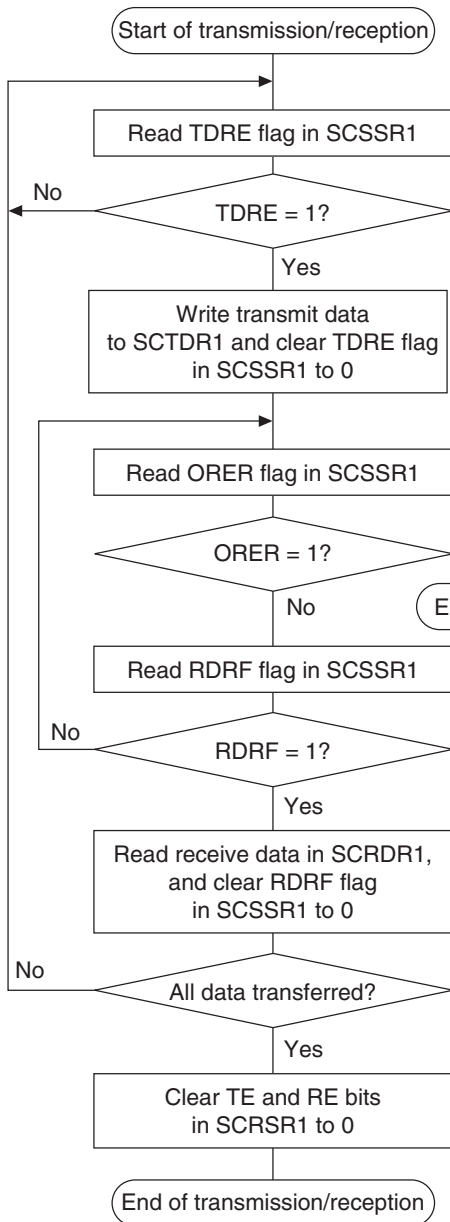 Start of transmission/reception
Read TDRE flag in SCSSR1
No
TDRE = 1?
Yes
Write transmit data
to SCTDR1 and clear TDRE flag
in SCSSR1 to 0
Read ORER flag in SCSSR1
ORER = 1?
No
E
Read RDRF flag in SCSSR1
No
RDRF = 1?
Yes
Read receive data in SCRDR1,
and clear RDRF flag
in SCSSR1 to 0
No
All data transferred?
Yes
Clear TE and RE bits
in SCRSR1 to 0
End of transmission/reception